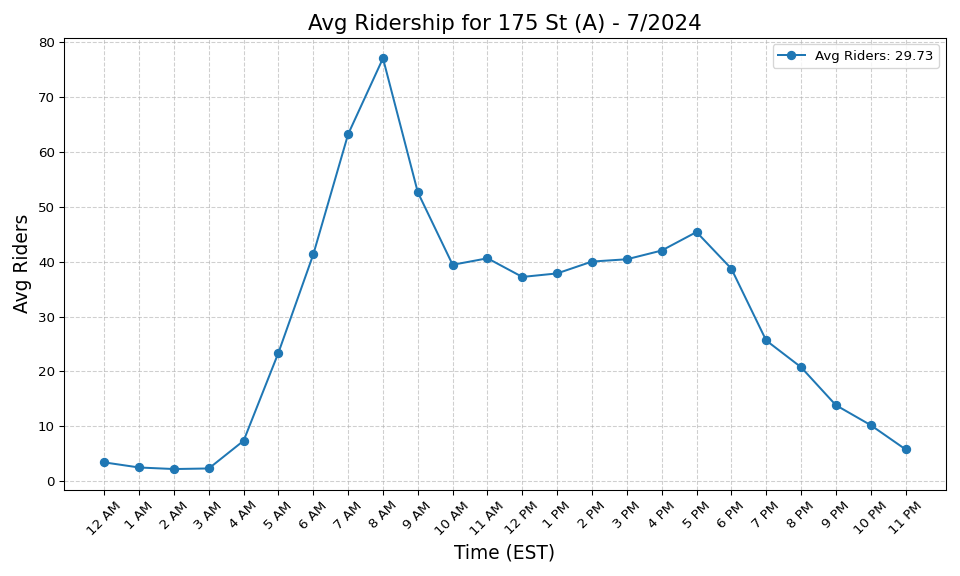 Avg Ridership for 175 St (A) - 7/2024
Avg Riders: 29.73
Avg Riders
80
70
60
50
40
30
20
10
0
12 AM
1 AM
2 AM
3 AM
4 AM
5 AM
6 AM
7 AM
8 AM
9 AM
10 AM
11 AM
12 PM
1 PM
2 PM
3 PM
4 PM
5 PM
6 PM
7 PM
8 PM
9 PM
10 PM
11 PM
Time (EST)